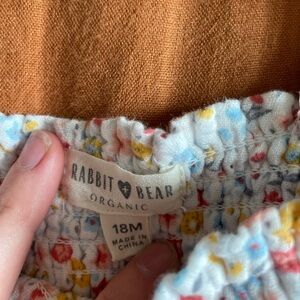 RABBIT BEAR
ORGANIC
18M
MADE IN
CHINA